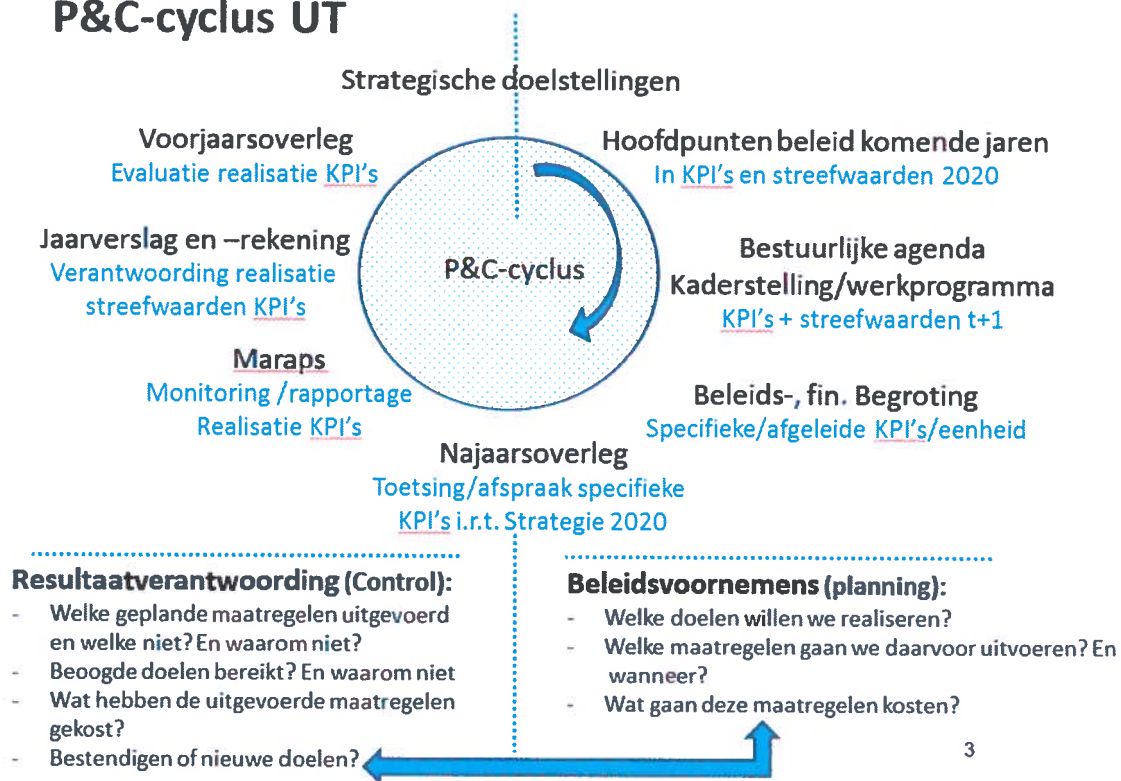 P&C-cyclus UT
Strategische doelstellingen
Voorjaarsoverleg
Evaluatie realisatie KPI's
Hoofdpunten beleid komende jaren
In KPI's en streefwaarden 2020
Jaarverslag en –rekening
Verantwoording realisatie
streefwaarden KPI's
P&C-cyclus
Bestuurlijke agenda
Kaderstelling/werkprogramma
KPI's + streefwaarden t+1
Maraps
Monitoring /rapportage
Realisatie KPI's
Beleids-, fin. Begroting
Specifieke/afgeleide KPI's/eenheid
Najaarsoverleg
Toetsing/afspraak specifieke
KPI's i.r.t. Strategie 2020
Resultaatverantwoording (Control):
- Welke geplande maatregelen uitgevoerd
en welke niet? En waarom niet?
- Beoogde doelen bereikt? En waarom niet
- Wat hebben de uitgevoerde maatregelen
gekost?
- Bestendigen of nieuwe doelen?
Beleidsvoornemens (planning):
- Welke doelen willen we realiseren?
- Welke maatregelen gaan we daarvoor uitvoeren? En
wanneer?
- Wat gaan deze maatregelen kosten?
3